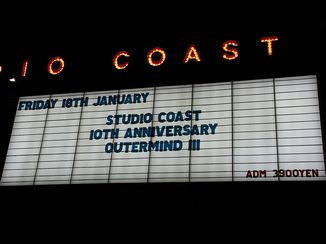 IO COAST
FRIDAY 18TH JANUARY
STUDIO COAST
10TH ANNIVERSARY
OUTERMIND III
ADM 3900YEN